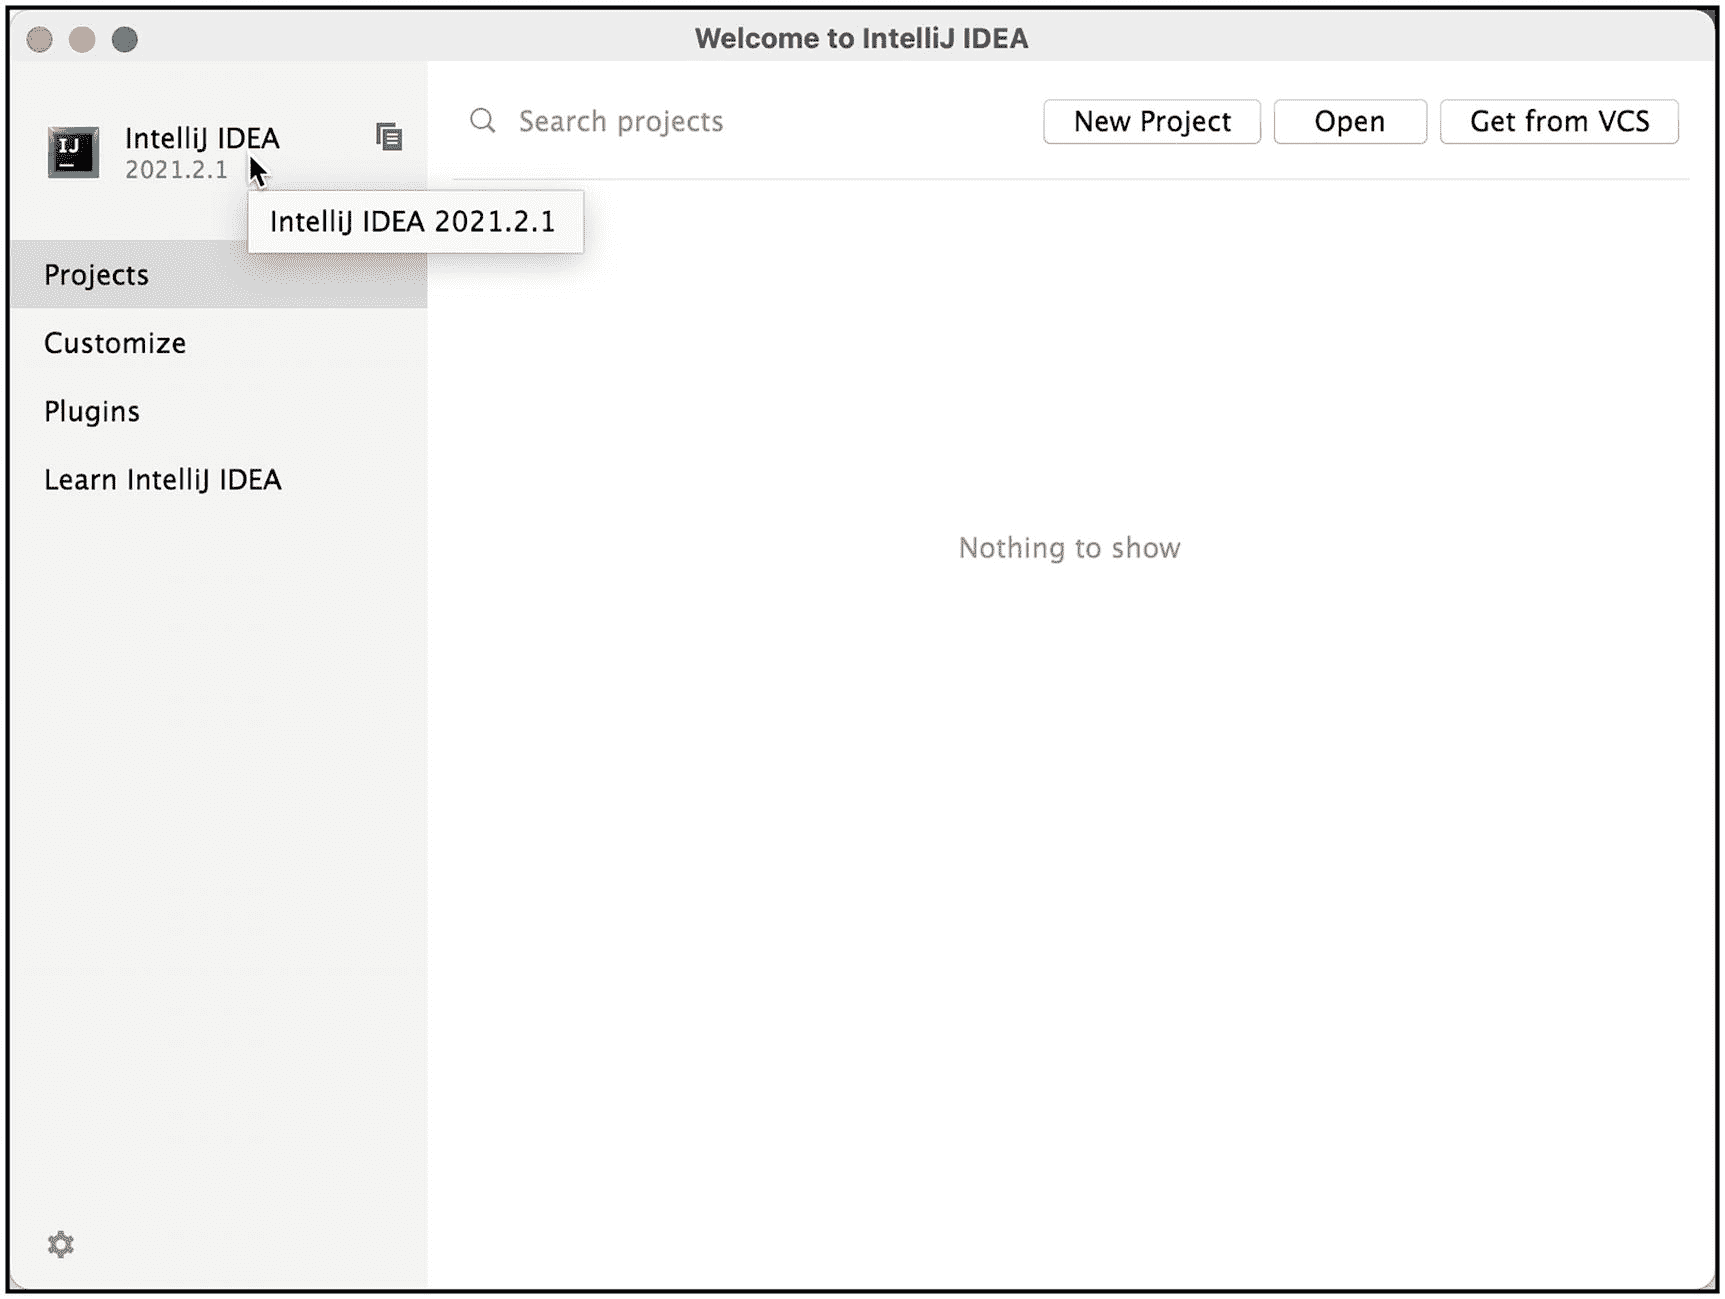 Welcome to IntelliJ IDEA
IJ
IntelliJ IDEA
2021.2.1
IntelliJ IDEA 2021.2.1
Search projects
New Project
Open
Get from VCS
Projects
Customize
Plugins
Learn IntelliJ IDEA
Nothing to show